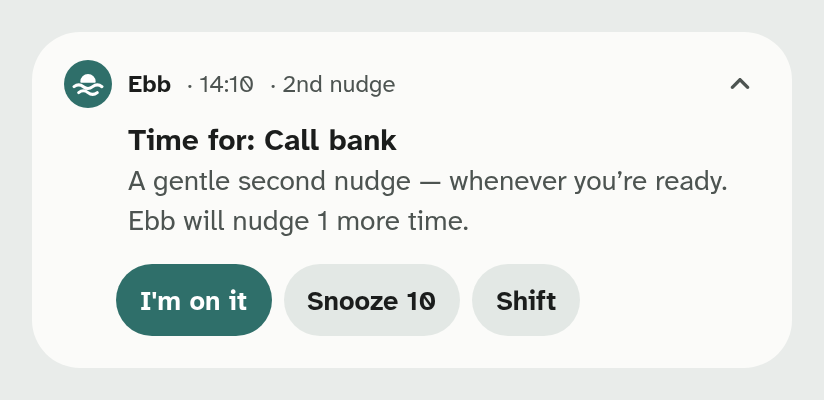 Ebb · 14:10 · 2nd nudge
Time for: Call bank
A gentle second nudge — whenever you’re ready.
Ebb will nudge 1 more time.
I'm on it Snooze 10 Shift